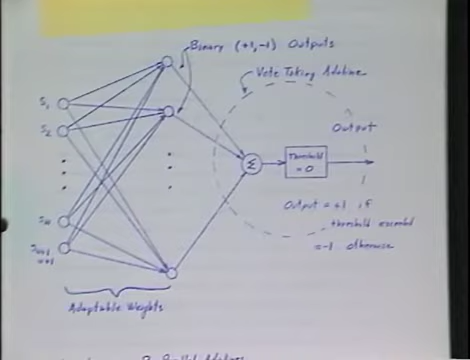 Binary (+1,-1) Outputs
Vote Taking Adaline
S1
S2
Output
Σ
Threshold
= 0
Output = +1 if
threshold exceeded
= -1 otherwise
Adaptable Weights